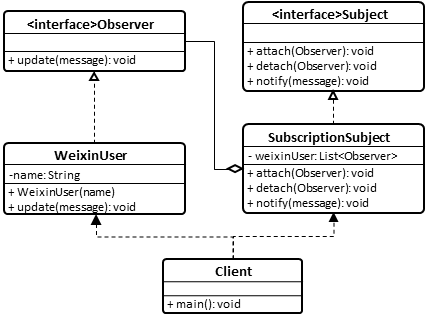 <interface>Observer
+ update(message): void
<interface>Subject
+ attach(Observer): void
+ detach(Observer): void
+ notify(message): void
WeixinUser
-name: String
+ WeixinUser(name)
+ update(message): void
SubscriptionSubject
- weixinUser: List<Observer>
+ attach(Observer): void
+ detach(Observer): void
+ notify(message): void
Client
+ main(): void